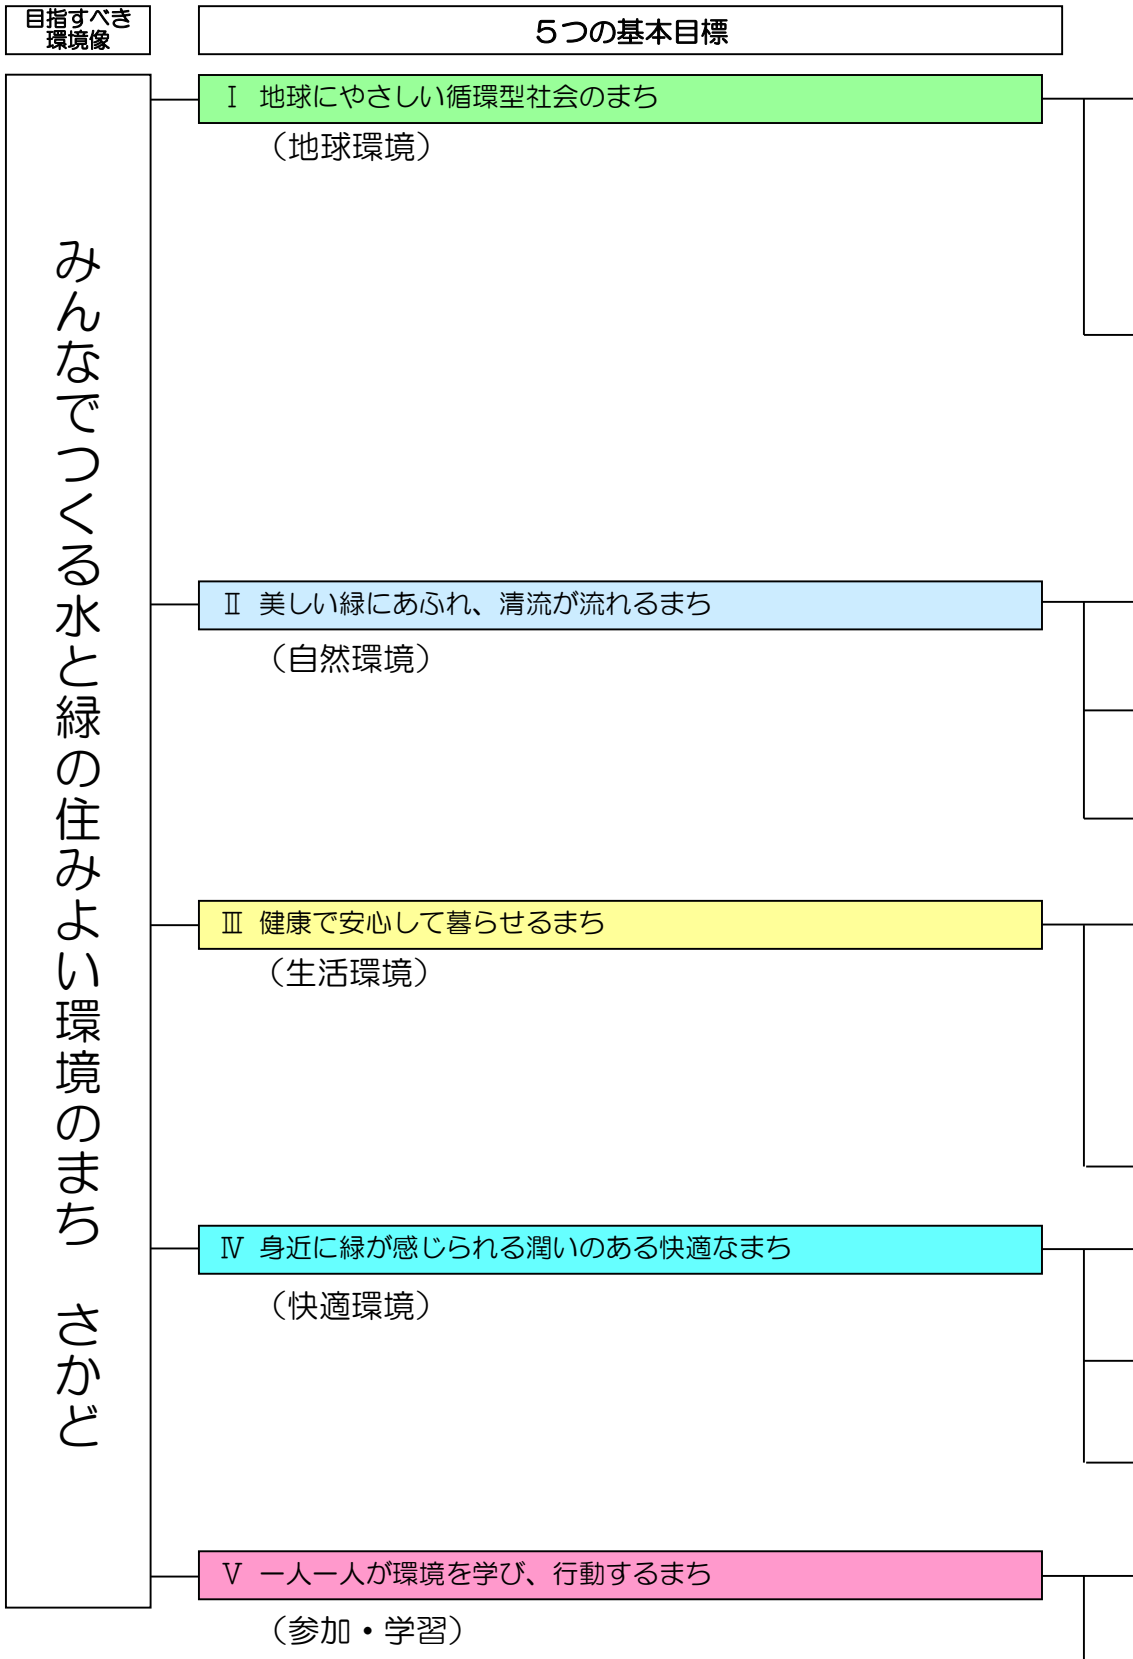 目指すべき
環境像
５つの基本目標
みんなでつくる水と緑の住みよい環境のまち　さかど
Ⅰ 地球にやさしい循環型社会のまち
（地球環境）
Ⅱ 美しい緑にあふれ、清流が流れるまち
（自然環境）
Ⅲ 健康で安心して暮らせるまち
（生活環境）
Ⅳ 身近に緑が感じられる潤いのある快適なまち
（快適環境）
Ⅴ 一人一人が環境を学び、行動するまち
（参加・学習）